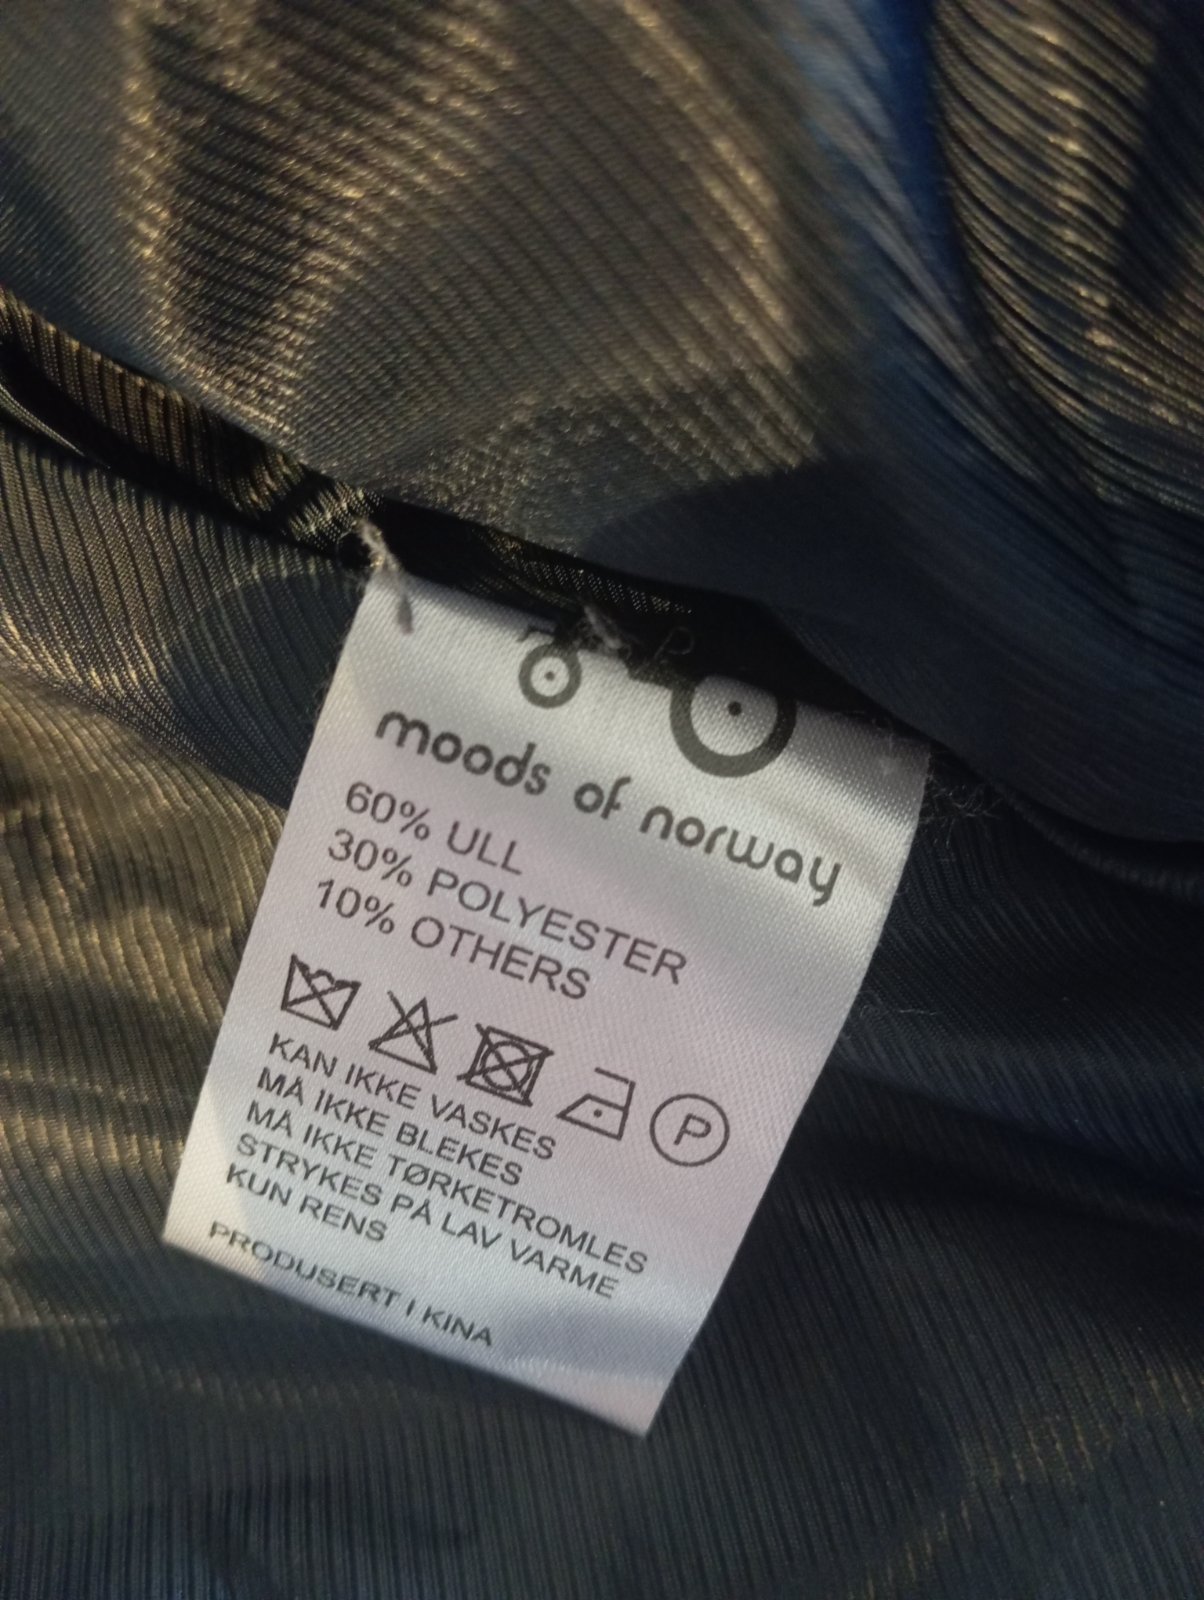 moods of norway
60% ULL
30% POLYESTER
10% OTHERS
P
KAN IKKE VASKES
MÅ IKKE BLEKES
MÅ IKKE TØRKETROMLES
STRYKES PÅ LAV VARME
KUN RENS
PRODUSERT I KINA